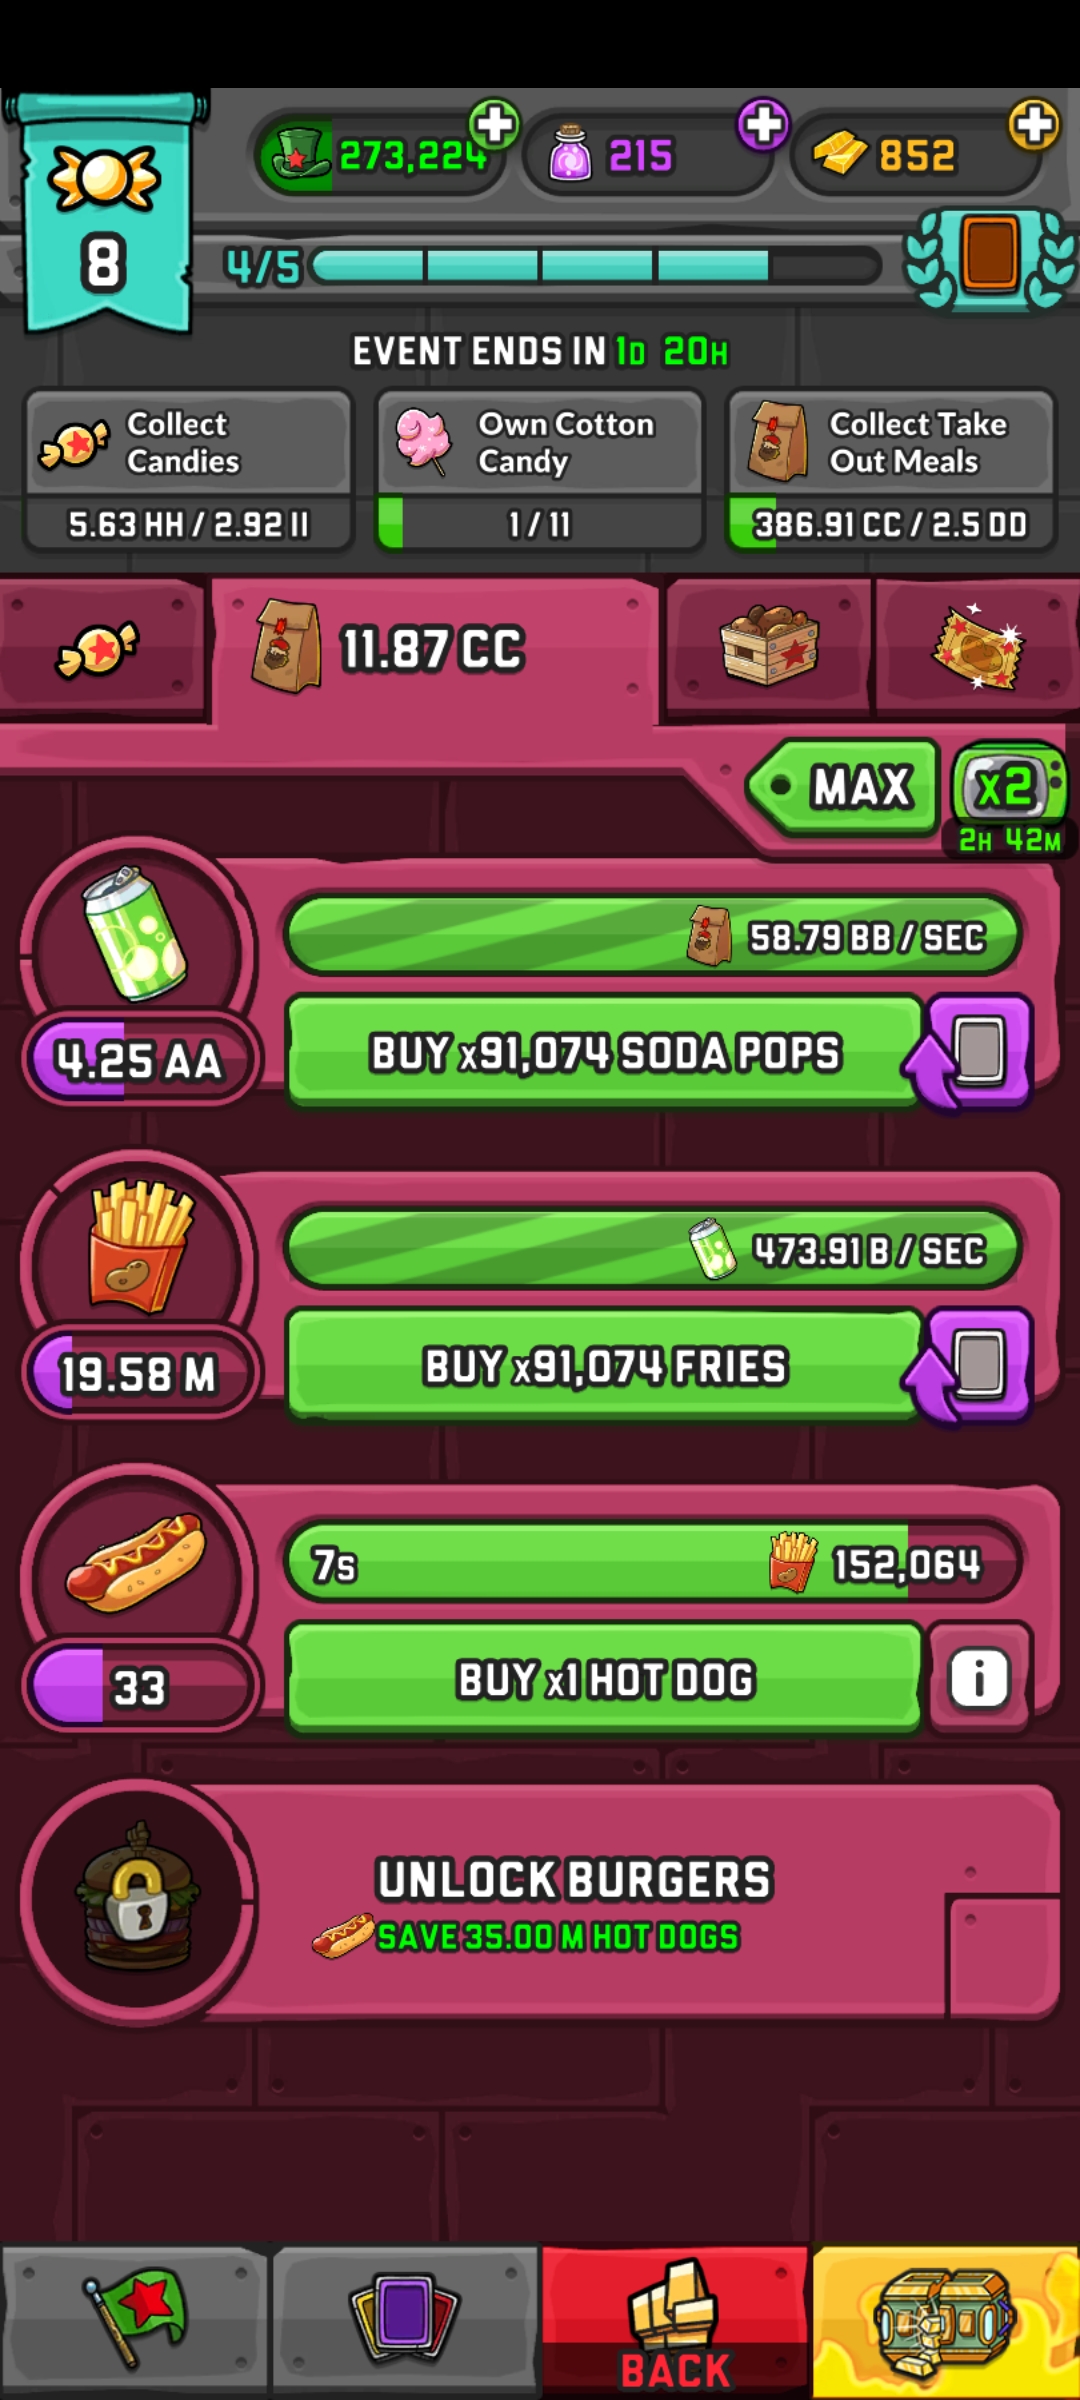 273,224
215
852
8
4/5
EVENT ENDS IN 1D 20H
Collect
Candies
5.63 HH / 2.92 II
Own Cotton
Candy
1 / 11
Collect Take
Out Meals
386.91 CC / 2.5 DD
11.87 CC
MAX
x2
2H 42M
58.79 BB / SEC
4.25 AA
BUY x91,074 SODA POPS
473.91 B / SEC
19.58 M
BUY x91,074 FRIES
7s
152,064
33
BUY x1 HOT DOG
i
UNLOCK BURGERS
SAVE 35.00 M HOT DOGS
BACK